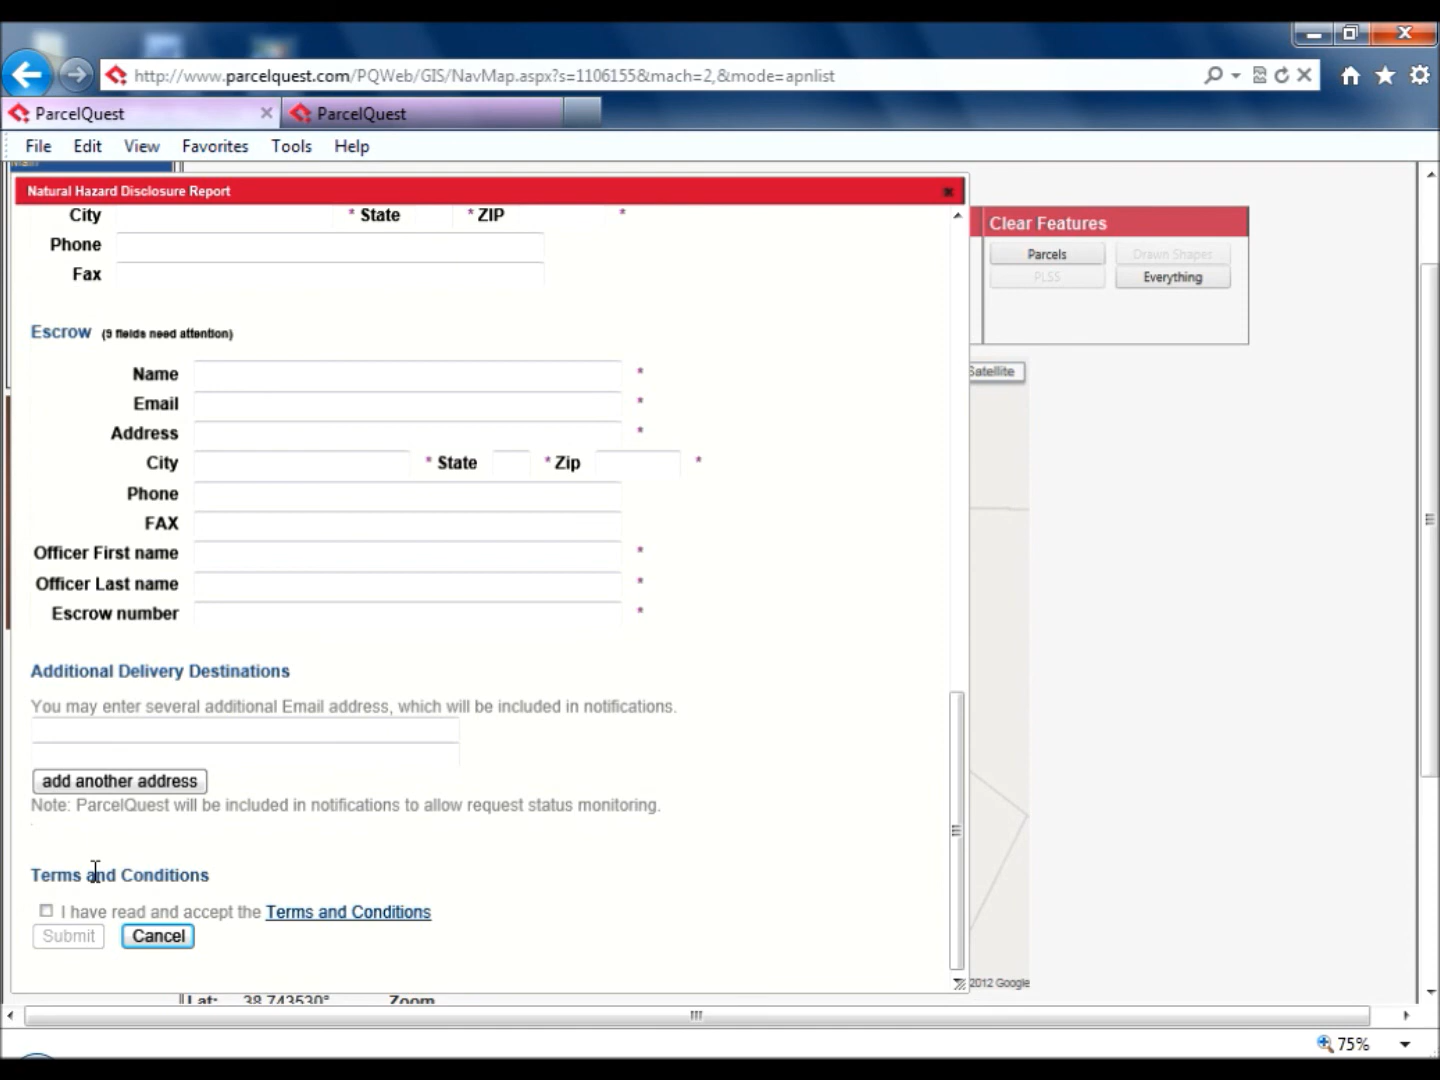 http://www.parcelquest.com/PQWeb/GIS/NavMap.aspx?s=1106155&mach=2,&mode=apnlist
ParcelQuest
ParcelQuest
File Edit View Favorites Tools Help
Natural Hazard Disclosure Report
City * State * ZIP *
Phone
Fax
Clear Features
Parcels Drawn Shapes
PLSS Everything
Satellite
Escrow (9 fields need attention)
Name *
Email *
Address *
City * State * Zip *
Phone
FAX
Officer First name *
Officer Last name *
Escrow number *
Additional Delivery Destinations
You may enter several additional Email address, which will be included in notifications.
add another address
Note: ParcelQuest will be included in notifications to allow request status monitoring.
Terms and Conditions
I have read and accept the Terms and Conditions
Submit Cancel
2012 Google
Lat: 38.743530° Zoom
75%